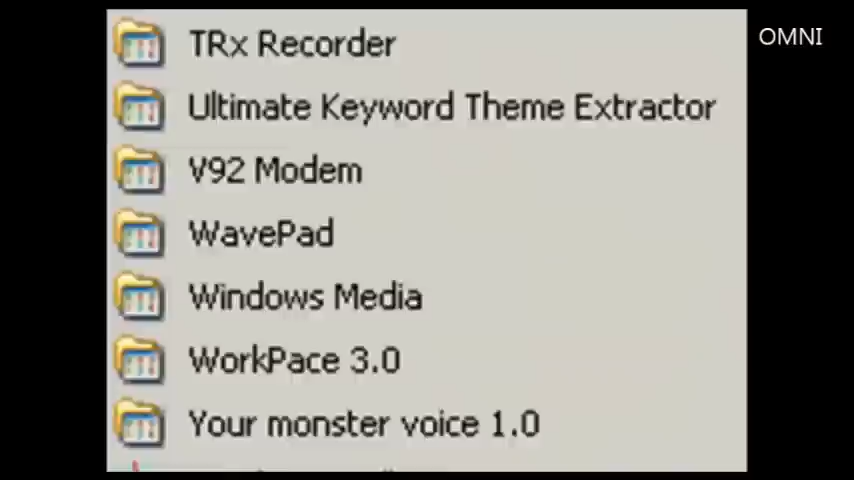 TRx Recorder
OMNI
Ultimate Keyword Theme Extractor
V92 Modem
WavePad
Windows Media
WorkPace 3.0
Your monster voice 1.0